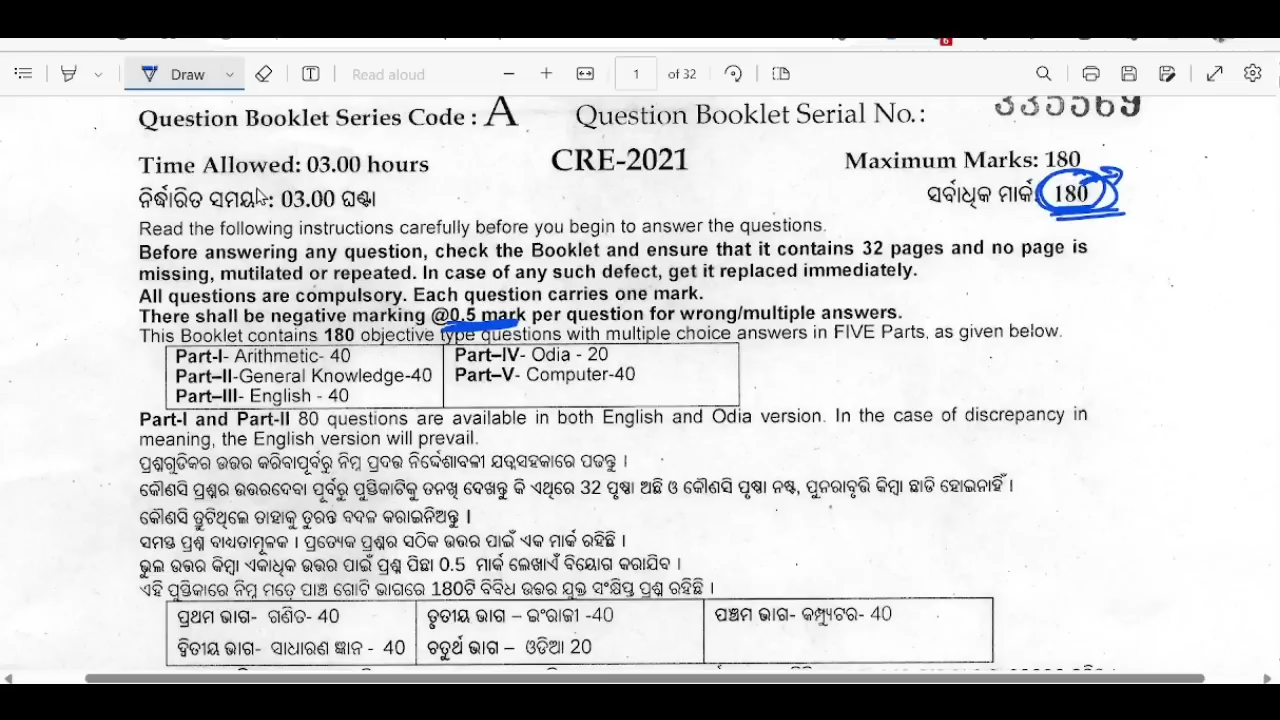 6
Draw
Read aloud
1 of 32
Question Booklet Series Code : A Question Booklet Serial No.: 335569
Time Allowed: 03.00 hours CRE-2021 Maximum Marks: 180
ନିର୍ଦ୍ଧାରିତ ସମୟ: 03.00 ଘଣ୍ଟା ସର୍ବାଧିକ ମାର୍କ: 180
Read the following instructions carefully before you begin to answer the questions.
Before answering any question, check the Booklet and ensure that it contains 32 pages and no page is
missing, mutilated or repeated. In case of any such defect, get it replaced immediately.
All questions are compulsory. Each question carries one mark.
There shall be negative marking @0.5 mark per question for wrong/multiple answers.
This Booklet contains 180 objective type questions with multiple choice answers in FIVE Parts, as given below.
Part-I- Arithmetic- 40 Part–IV- Odia - 20
Part–II-General Knowledge-40 Part–V- Computer-40
Part–III- English - 40
Part-I and Part-II 80 questions are available in both English and Odia version. In the case of discrepancy in
meaning, the English version will prevail.
ପ୍ରଶ୍ନଗୁଡିକର ଉତ୍ତର କରିବାପୂର୍ବରୁ ନିମ୍ନ ପ୍ରଦତ୍ତ ନିର୍ଦ୍ଦେଶାବଳୀ ଯତ୍ନସହକାରେ ପଢନ୍ତୁ ।
କୌଣସି ପ୍ରଶ୍ନର ଉତ୍ତରଦେବା ପୂର୍ବରୁ ପୁସ୍ତିକାଟିକୁ ତନଖି ଦେଖନ୍ତୁ କି ଏଥିରେ 32 ପୃଷ୍ଠା ଅଛି ଓ କୌଣସି ପୃଷ୍ଠା ନଷ୍ଟ, ପୁନରାବୃତ୍ତି କିମ୍ବା ଛାଡି ହୋଇନାହିଁ ।
କୌଣସି ତ୍ରୁଟିଥିଲେ ତାହାକୁ ତୁରନ୍ତ ବଦଳ କରାଇନିଅନ୍ତୁ ।
ସମସ୍ତ ପ୍ରଶ୍ନ ବାଧ୍ୟତାମୂଳକ । ପ୍ରତ୍ୟେକ ପ୍ରଶ୍ନର ସଠିକ ଉତ୍ତର ପାଇଁ ଏକ ମାର୍କ ରହିଛି ।
ଭୁଲ ଉତ୍ତର କିମ୍ବା ଏକାଧିକ ଉତ୍ତର ପାଇଁ ପ୍ରଶ୍ନ ପିଛା 0.5 ମାର୍କ ଲେଖାଏଁ ବିୟୋଗ କରାଯିବ ।
ଏହି ପୁସ୍ତିକାରେ ନିମ୍ନ ମତେ ପାଞ୍ଚ ଗୋଟି ଭାଗରେ 180ଟି ବିବିଧ ଉତ୍ତର ଯୁକ୍ତ ସଂକ୍ଷିପ୍ତ ପ୍ରଶ୍ନ ରହିଛି ।
ପ୍ରଥମ ଭାଗ- ଗଣିତ- 40 ତୃତୀୟ ଭାଗ – ଇଂରାଜୀ -40 ପଞ୍ଚମ ଭାଗ- କମ୍ପ୍ୟୁଟର- 40
ଦ୍ଵିତୀୟ ଭାଗ- ସାଧାରଣ ଜ୍ଞାନ - 40 ଚତୁର୍ଥ ଭାଗ – ଓଡିଆ 20